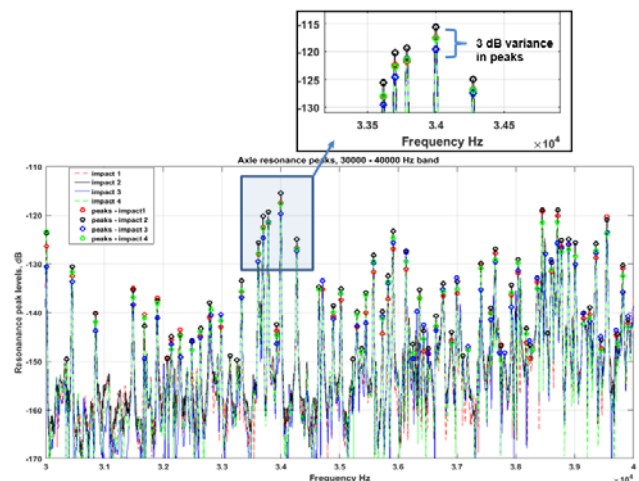 -115
-120
-125
-130
3 dB variance
in peaks
3.35
3.4
3.45
Frequency Hz
×10⁴
Axle resonance peaks, 30000 - 40000 Hz band
-110
-120
-130
-140
-150
-160
-170
Resonanance peak levels, dB
impact 1
impact 2
impact 3
impact 4
peaks - impact1
peaks - impact 2
peaks - impact 3
peaks - impact 4
3
3.1
3.2
3.3
3.4
3.5
3.6
3.7
3.8
3.9
4
Frequency Hz
×10⁴